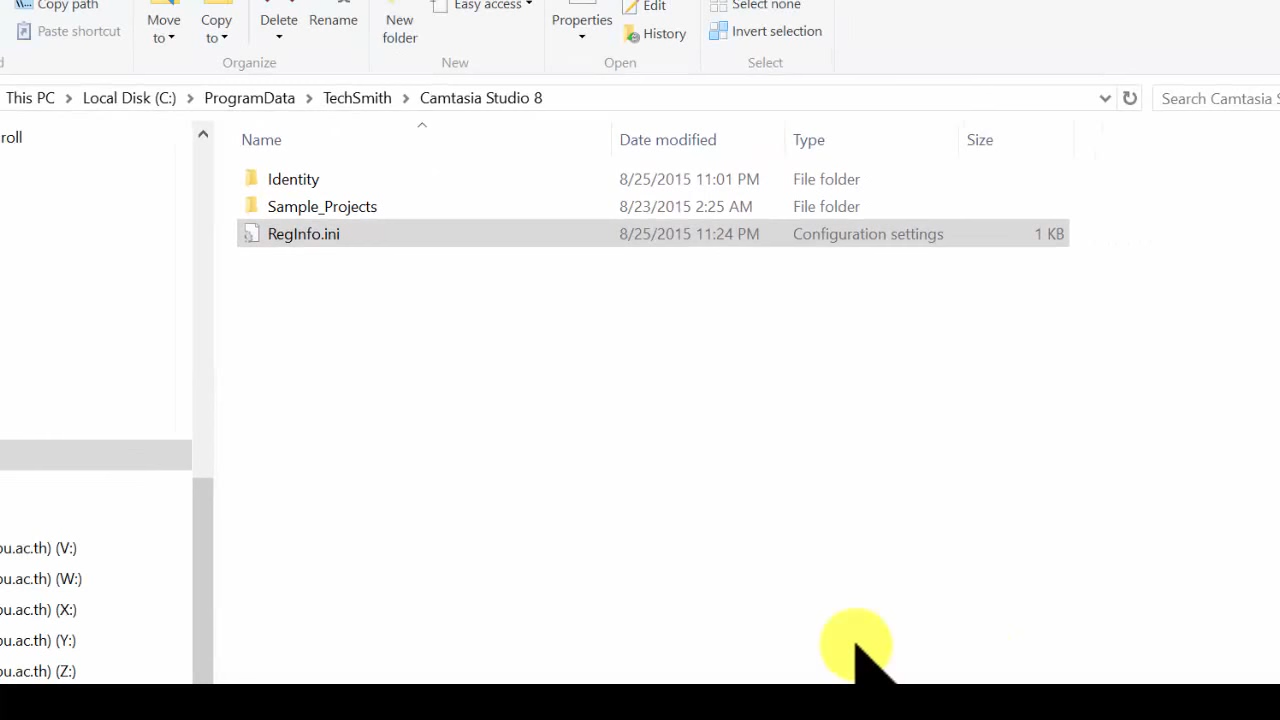 Copy path
Paste shortcut
Move to
Copy to
Delete
Rename
New folder
Easy access
Properties
Edit
History
Select none
Invert selection
Organize
New
Open
Select
This PC > Local Disk (C:) > ProgramData > TechSmith > Camtasia Studio 8
Search Camtasia S
roll
Name Date modified Type Size
Identity 8/25/2015 11:01 PM File folder
Sample_Projects 8/23/2015 2:25 AM File folder
RegInfo.ini 8/25/2015 11:24 PM Configuration settings 1 KB
ou.ac.th) (V:)
ou.ac.th) (W:)
ou.ac.th) (X:)
ou.ac.th) (Y:)
ou.ac.th) (Z:)